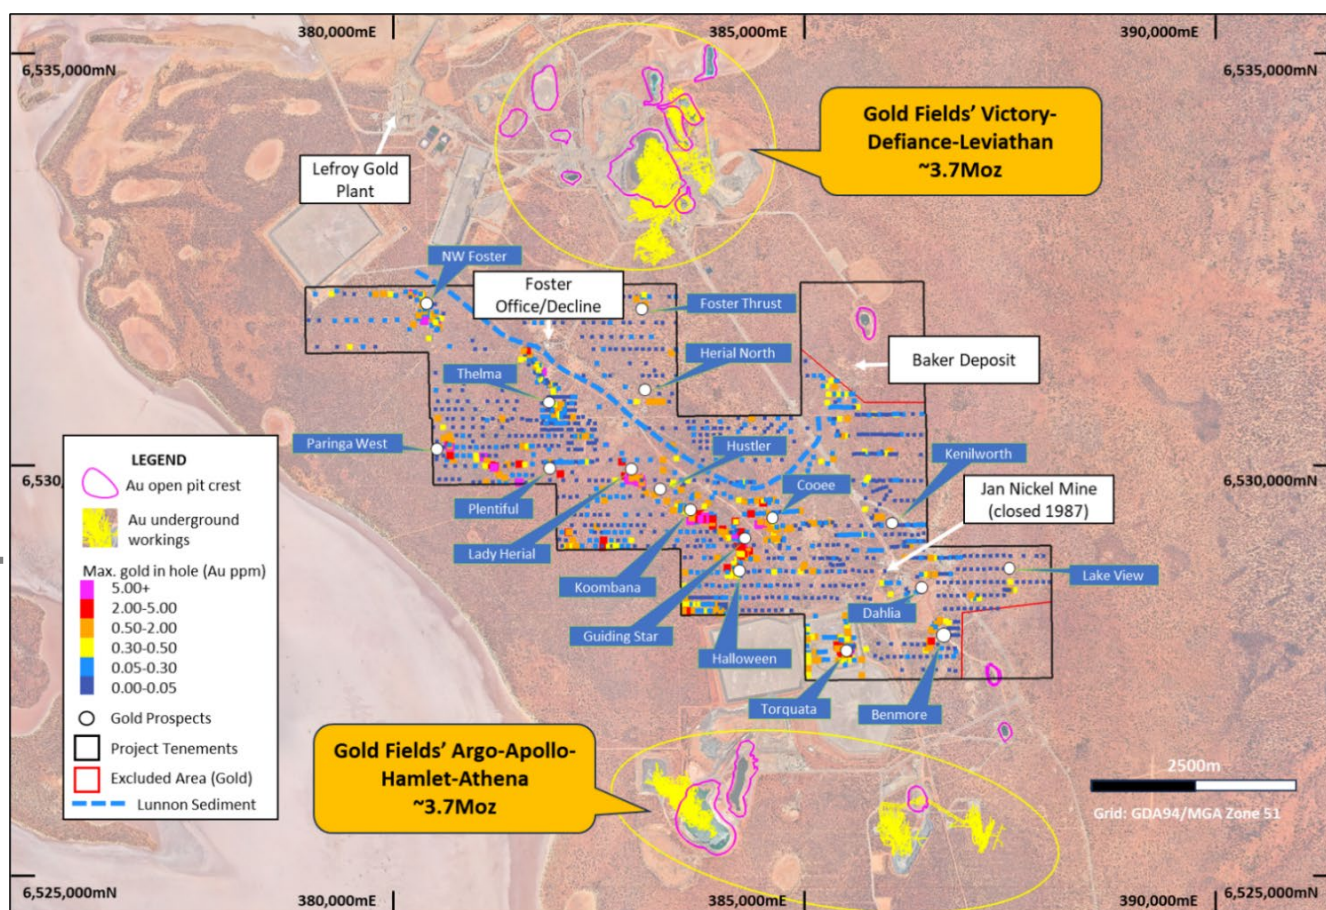 380,000mE
385,000mE
390,000mE
6,535,000mN
6,535,000mN
Gold Fields' Victory-
Defiance-Leviathan
~3.7Moz
Lefroy Gold
Plant
NW Foster
Foster
Office/Decline
Foster Thrust
Herial North
Baker Deposit
Thelma
Paringa West
Hustler
Kenilworth
Cooee
6,530,
6,530,000mN
Jan Nickel Mine
(closed 1987)
Plentiful
Lady Herial
Koombana
Guiding Star
Halloween
Dahlia
Lake View
Torquata
Benmore
LEGEND
Au open pit crest
Au underground
workings
Max. gold in hole (Au ppm)
5.00+
2.00-5.00
0.50-2.00
0.30-0.50
0.05-0.30
0.00-0.05
Gold Prospects
Project Tenements
Excluded Area (Gold)
Lunnon Sediment
Gold Fields' Argo-Apollo-
Hamlet-Athena
~3.7Moz
2500m
Grid: GDA94/MGA Zone 51
6,525,000mN
6,525,000mN
380,000mE
385,000mE
390,000mE